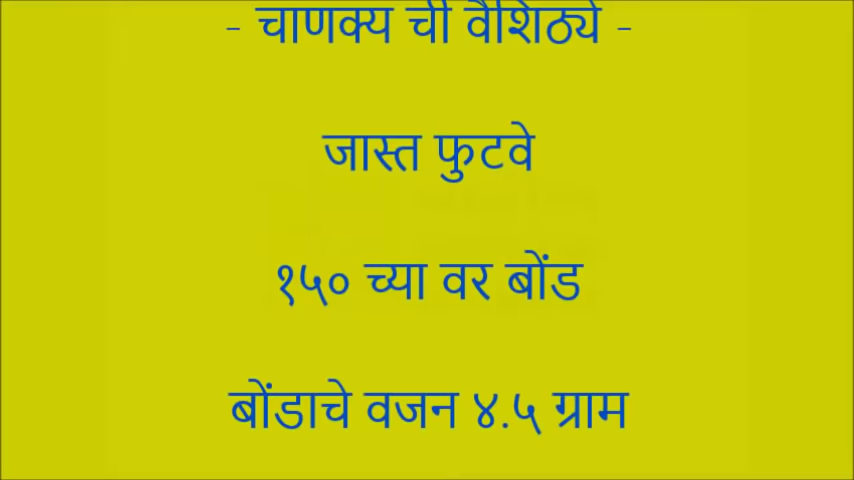 - चाणक्य ची वैशिठ्ये -
जास्त फुटवे
१५० च्या वर बोंड
बोंडाचे वजन ४.५ ग्राम